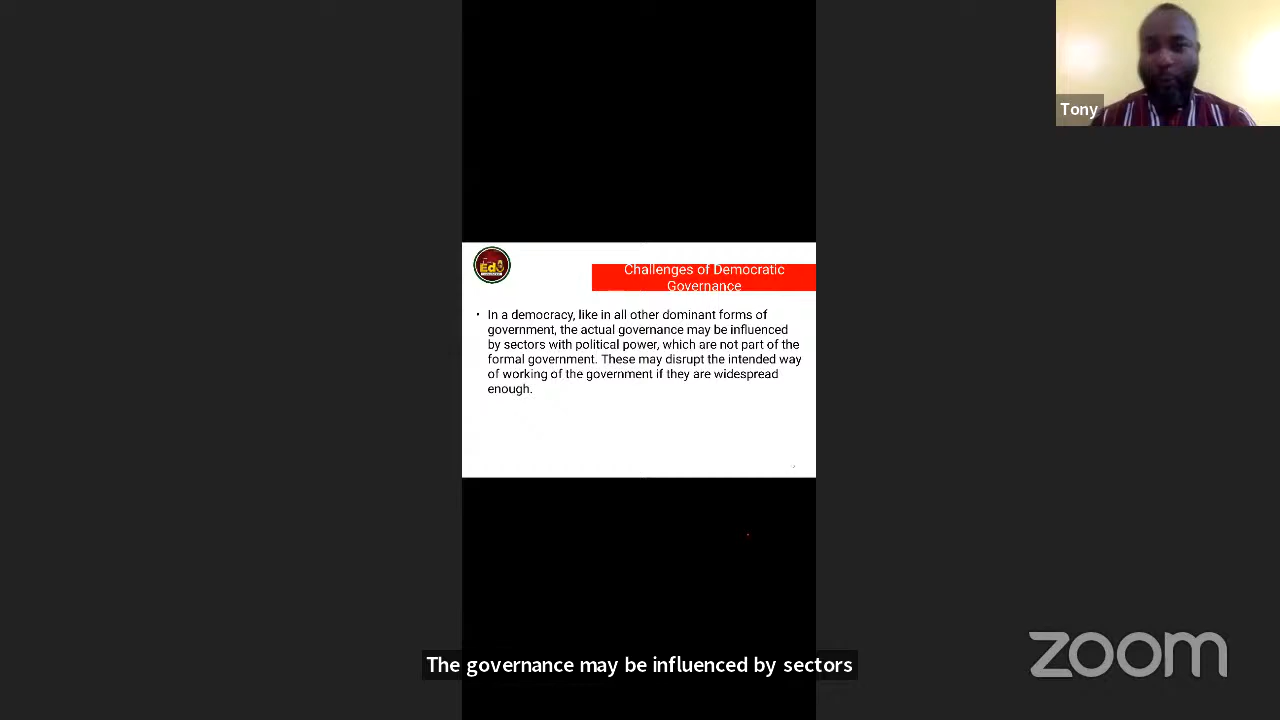 Tony
Edo
Challenges of Democratic
Governance
• In a democracy, like in all other dominant forms of
government, the actual governance may be influenced
by sectors with political power, which are not part of the
formal government. These may disrupt the intended way
of working of the government if they are widespread
enough.
The governance may be influenced by sectors
zoom